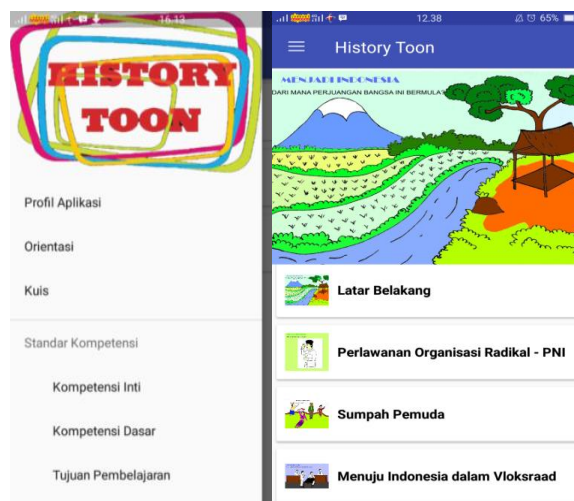 16.13
HISTORY
TOON
Profil Aplikasi
Orientasi
Kuis
Standar Kompetensi
Kompetensi Inti
Kompetensi Dasar
Tujuan Pembelajaran
12.38
65%
History Toon
MENJADI INDONESIA
DARI MANA PERJUANGAN BANGSA INI BERMULA?
Latar Belakang
Perlawanan Organisasi Radikal - PNI
Sumpah Pemuda
Menuju Indonesia dalam Vloksraad